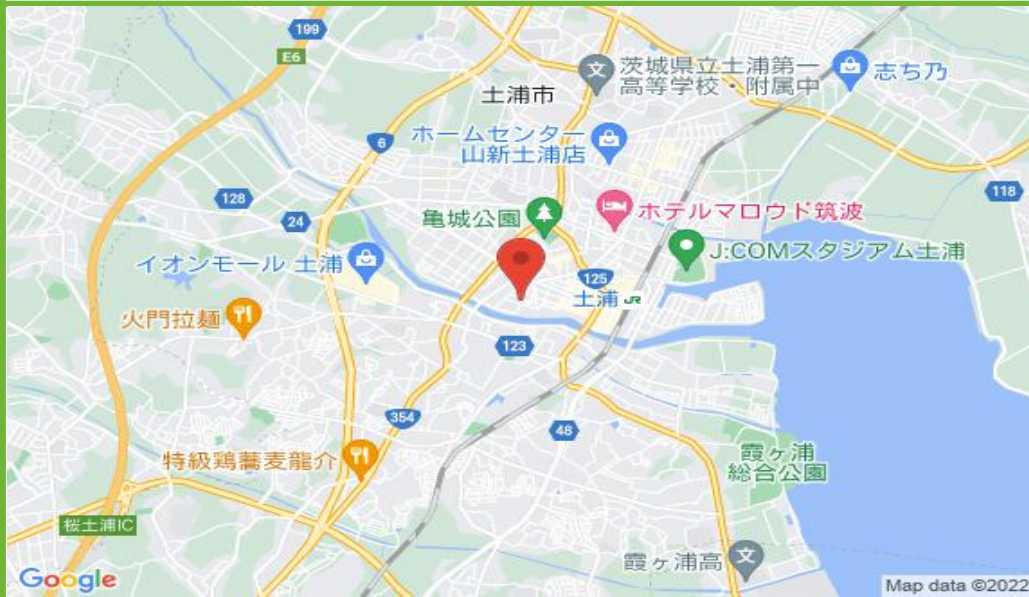 199
E6
茨城県立土浦第一
高等学校・附属中
志ち乃
土浦市
ホームセンター
山新土浦店
6
118
128
24
亀城公園
ホテルマロウド筑波
J:COMスタジアム土浦
イオンモール 土浦
125
土浦 JR
火門拉麺
123
354
48
特級鶏蕎麦龍介
霞ヶ浦
総合公園
桜土浦IC
霞ヶ浦高
Google
Map data ©2022